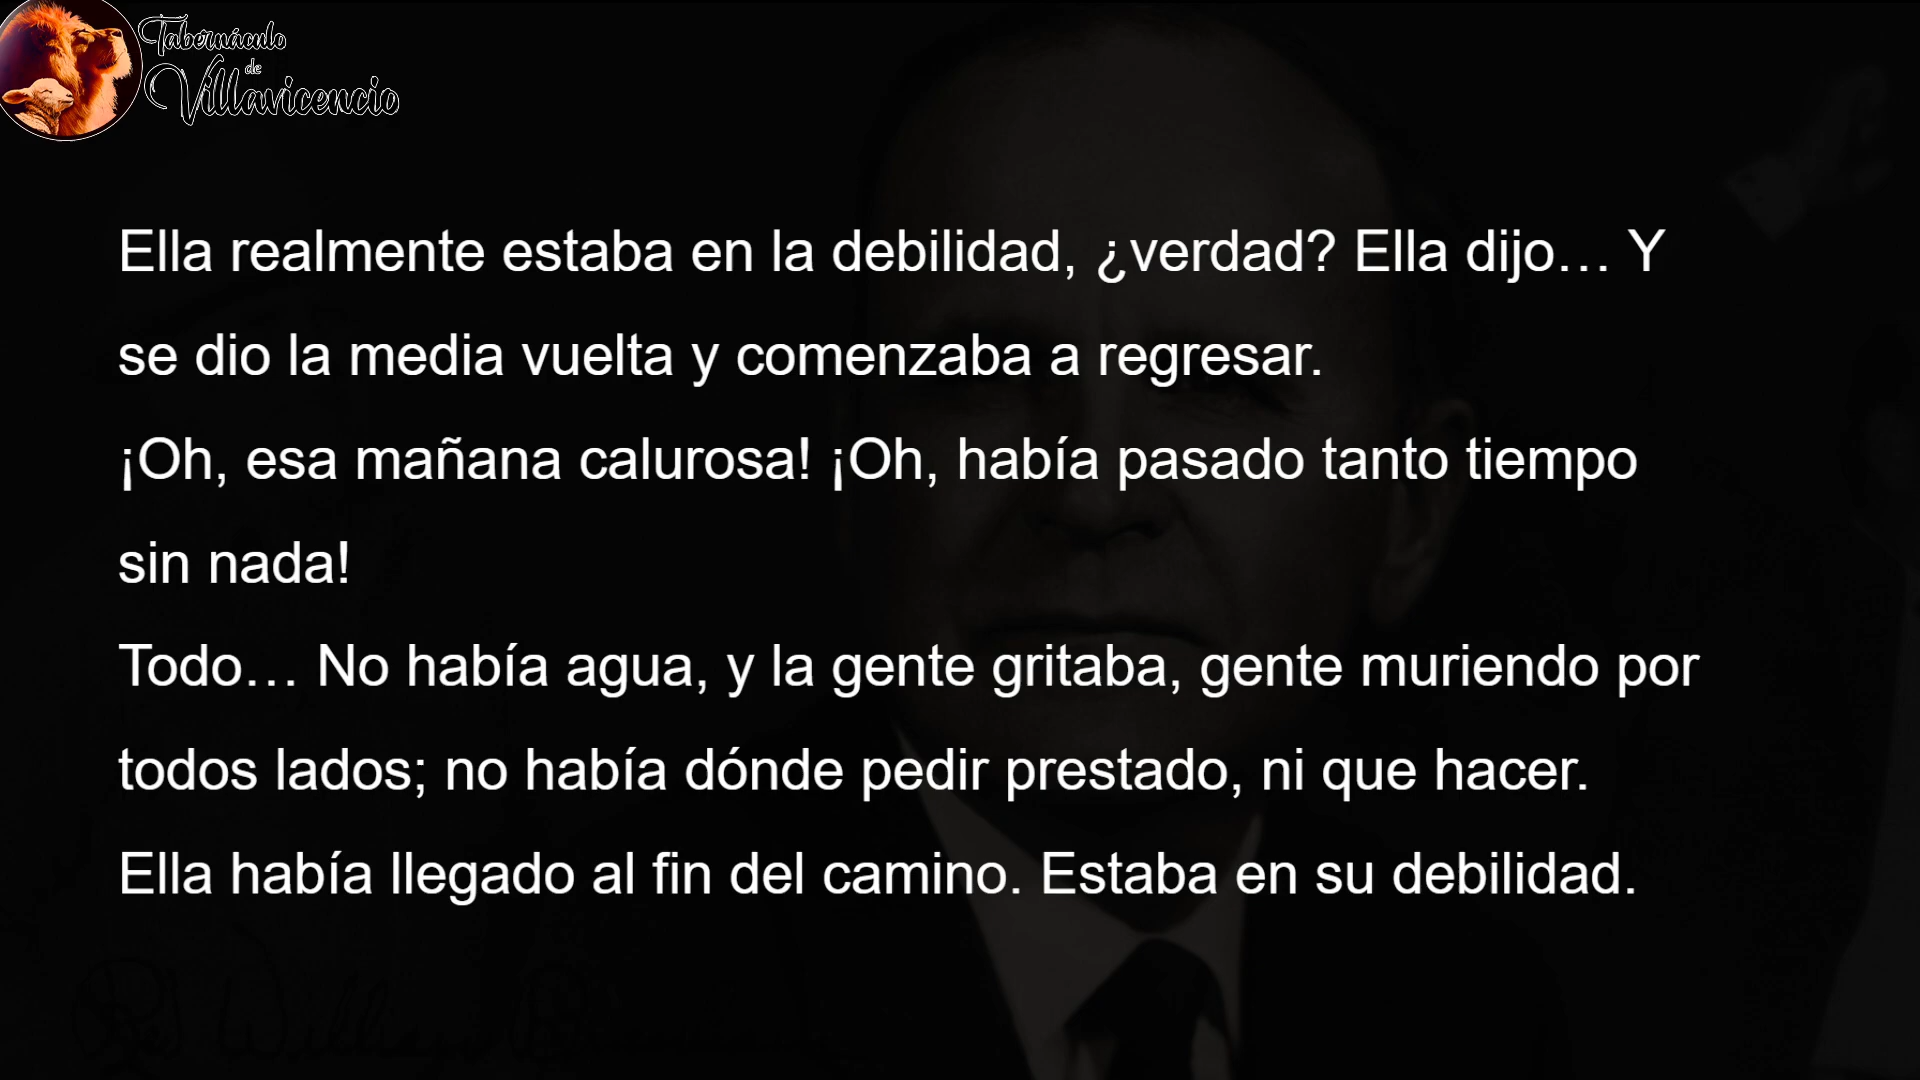 Tabernáculo
de
Villavicencio
Ella realmente estaba en la debilidad, ¿verdad? Ella dijo… Y
se dio la media vuelta y comenzaba a regresar.
¡Oh, esa mañana calurosa! ¡Oh, había pasado tanto tiempo
sin nada!
Todo… No había agua, y la gente gritaba, gente muriendo por
todos lados; no había dónde pedir prestado, ni que hacer.
Ella había llegado al fin del camino. Estaba en su debilidad.